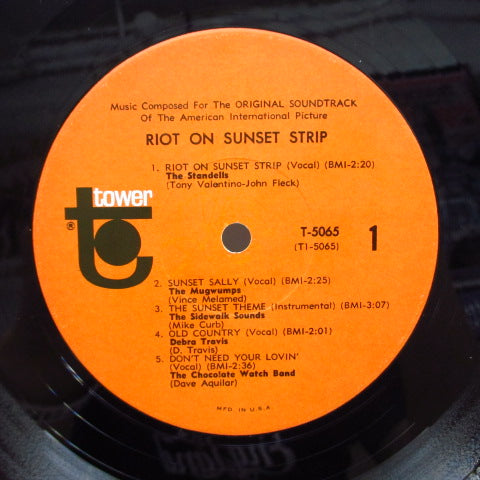 Music Composed For The ORIGINAL SOUNDTRACK
Of The American International Picture
RIOT ON SUNSET STRIP
1. RIOT ON SUNSET STRIP (Vocal) (BMI-2:20)
The Standells
(Tony Valentino-John Fleck)
tower
®
T-5065
(T1-5065)
1
2. SUNSET SALLY (Vocal) (BMI-2:25)
The Mugwumps
(Vince Melamed)
3. THE SUNSET THEME (Instrumental) (BMI-3:07)
The Sidewalk Sounds
(Mike Curb)
4. OLD COUNTRY (Vocal) (BMI-2:01)
Debra Travis
(D. Travis)
5. DON'T NEED YOUR LOVIN'
(Vocal) (BMI-2:36)
The Chocolate Watch Band
(Dave Aguilar)
MFD. IN U.S.A.